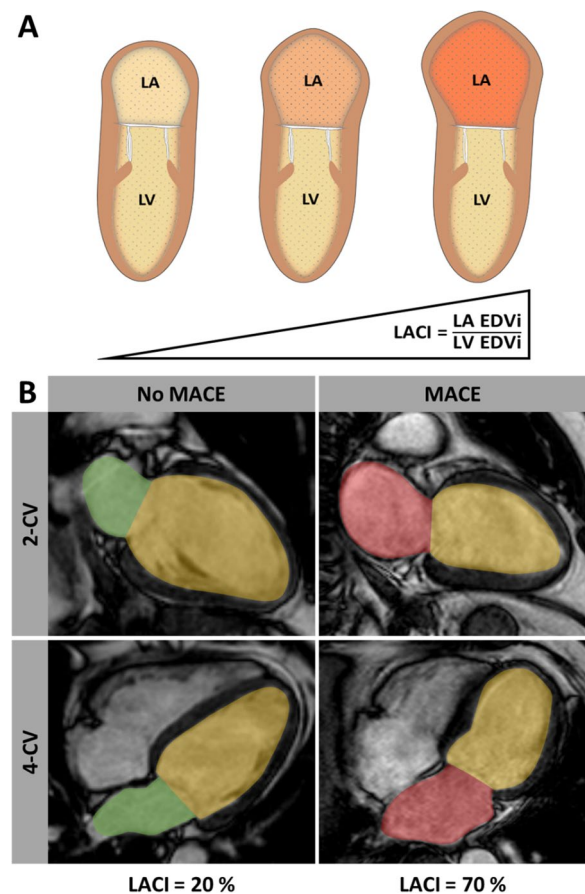 A
LA
LA
LA
LV
LV
LV
LACI = LA EDVi
LV EDVi
B
No MACE
MACE
2-CV
4-CV
LACI = 20 %
LACI = 70 %